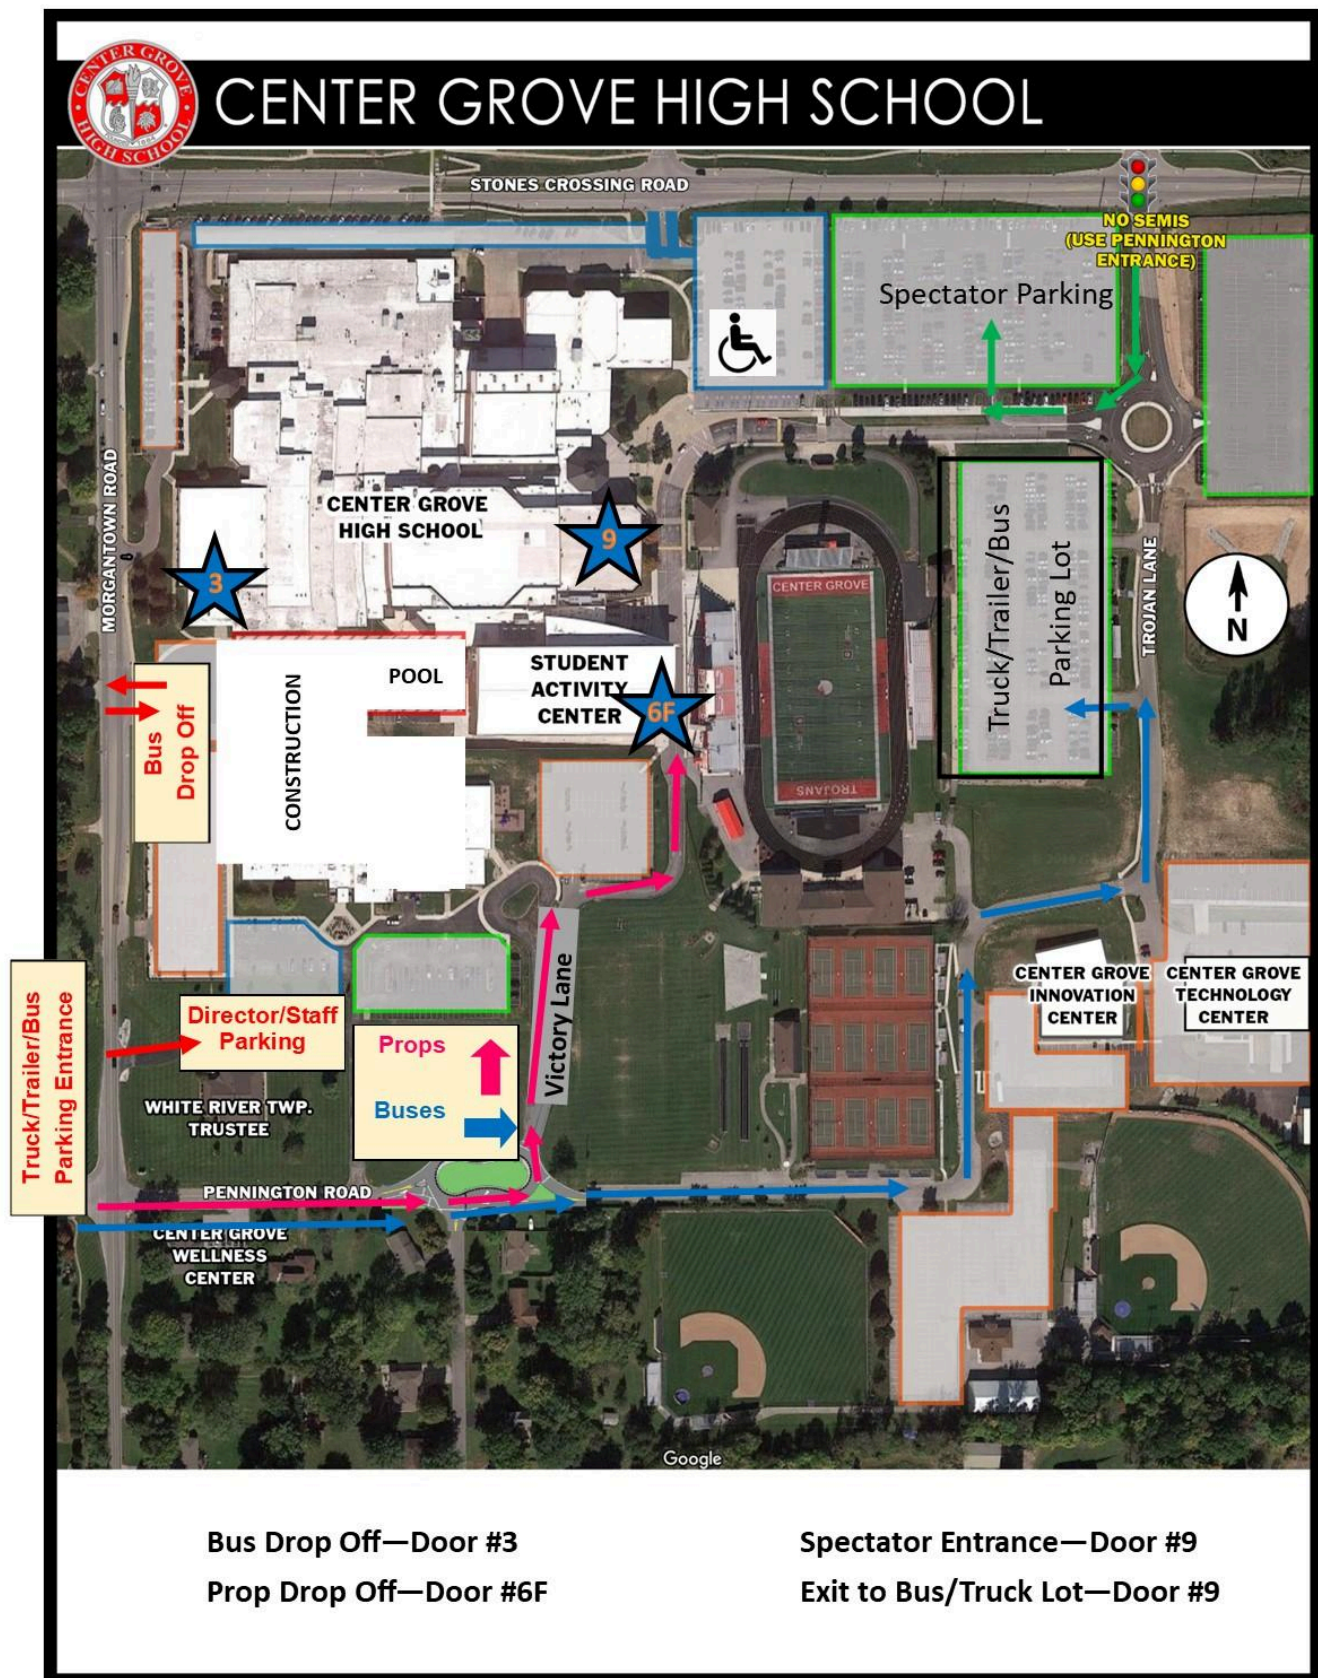 CENTER GROVE
HIGH SCHOOL
CENTER GROVE HIGH SCHOOL
STONES CROSSING ROAD
NO SEMIS
(USE PENNINGTON
ENTRANCE)
Spectator Parking
MORGANTOWN ROAD
CENTER GROVE
HIGH SCHOOL
9
3
CENTER GROVE
TROJANS
Truck/Trailer/Bus
Parking Lot
TROJAN LANE
N
POOL
STUDENT
ACTIVITY
CENTER
6F
Bus
Drop Off
CONSTRUCTION
Truck/Trailer/Bus
Parking Entrance
Director/Staff
Parking
Props
Buses
Victory Lane
CENTER GROVE
INNOVATION
CENTER
CENTER GROVE
TECHNOLOGY
CENTER
WHITE RIVER TWP.
TRUSTEE
PENNINGTON ROAD
CENTER GROVE
WELLNESS
CENTER
Google
Bus Drop Off—Door #3
Prop Drop Off—Door #6F
Spectator Entrance—Door #9
Exit to Bus/Truck Lot—Door #9